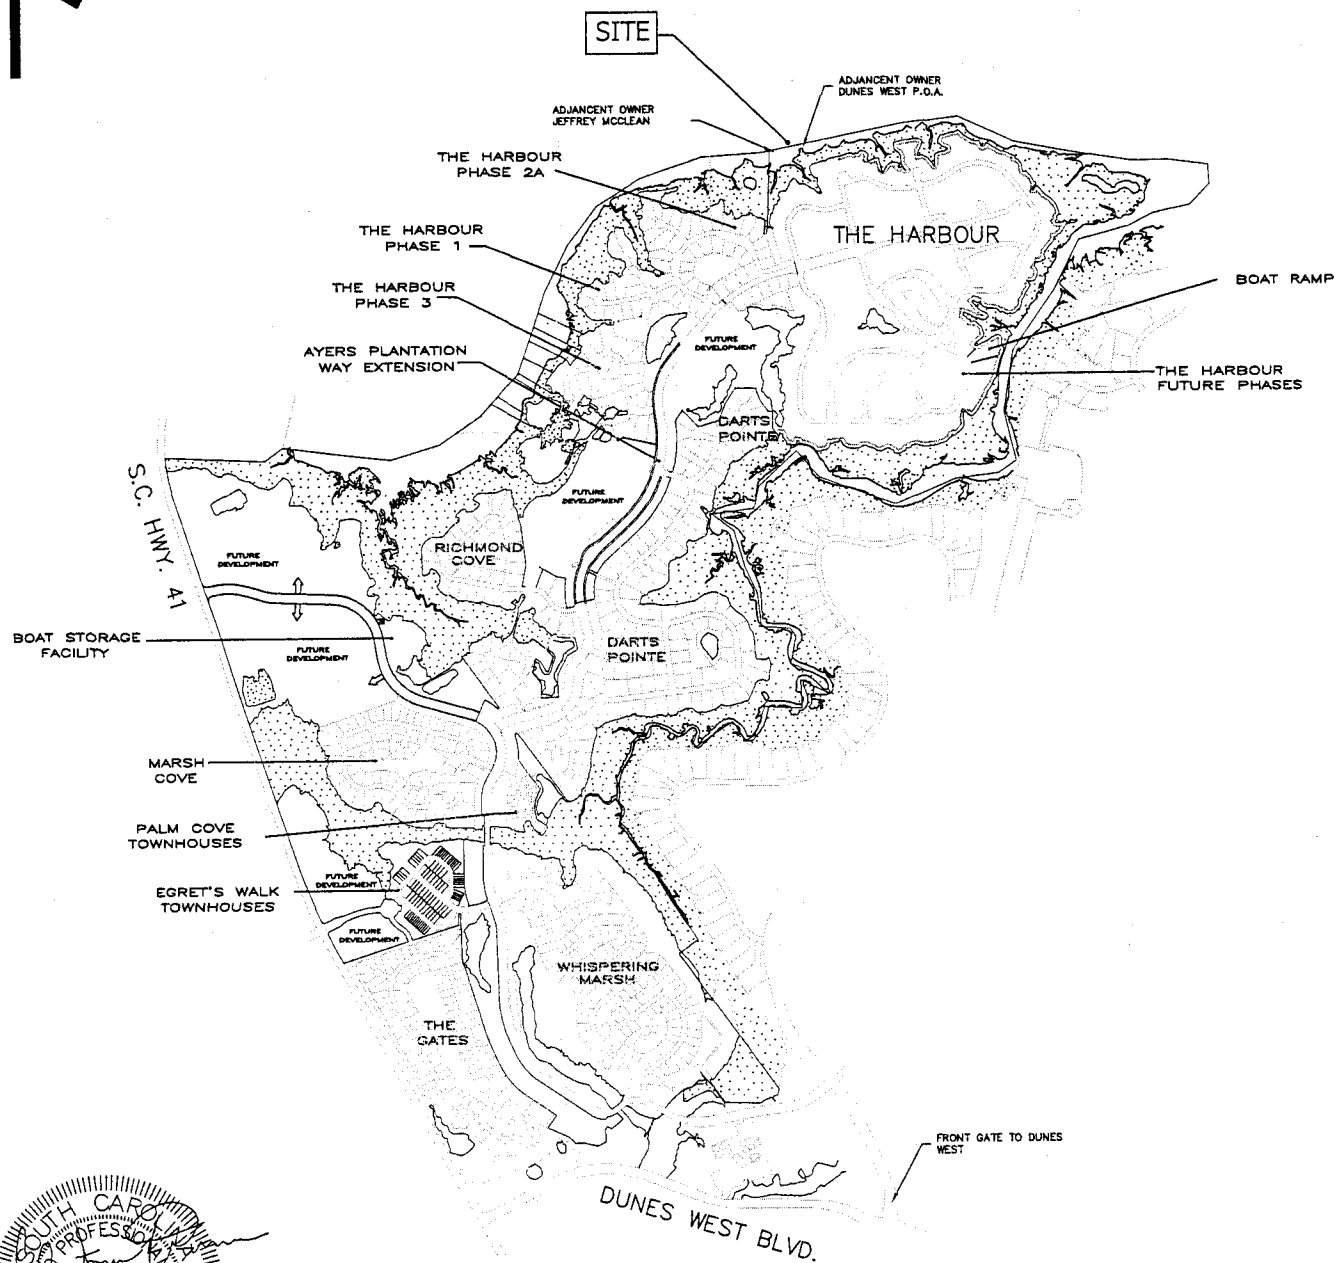 SITE
ADJANCENT OWNER
DUNES WEST P.O.A.
ADJANCENT OWNER
JEFFREY MCCLEAN
THE HARBOUR
PHASE 2A
THE HARBOUR
PHASE 1
THE HARBOUR
THE HARBOUR
PHASE 3
BOAT RAMP
FUTURE
DEVELOPMENT
AYERS PLANTATION
WAY EXTENSION
THE HARBOUR
FUTURE PHASES
DARTS
POINTE
S.C. HWY. 41
FUTURE
DEVELOPMENT
RICHMOND
COVE
FUTURE
DEVELOPMENT
BOAT STORAGE
FACILITY
FUTURE
DEVELOPMENT
DARTS
POINTE
MARSH
COVE
PALM COVE
TOWNHOUSES
FUTURE
DEVELOPMENT
EGRET'S WALK
TOWNHOUSES
FUTURE
DEVELOPMENT
WHISPERING
MARSH
THE
GATES
FRONT GATE TO DUNES
WEST
DUNES WEST BLVD.
SOUTH CAROLINA